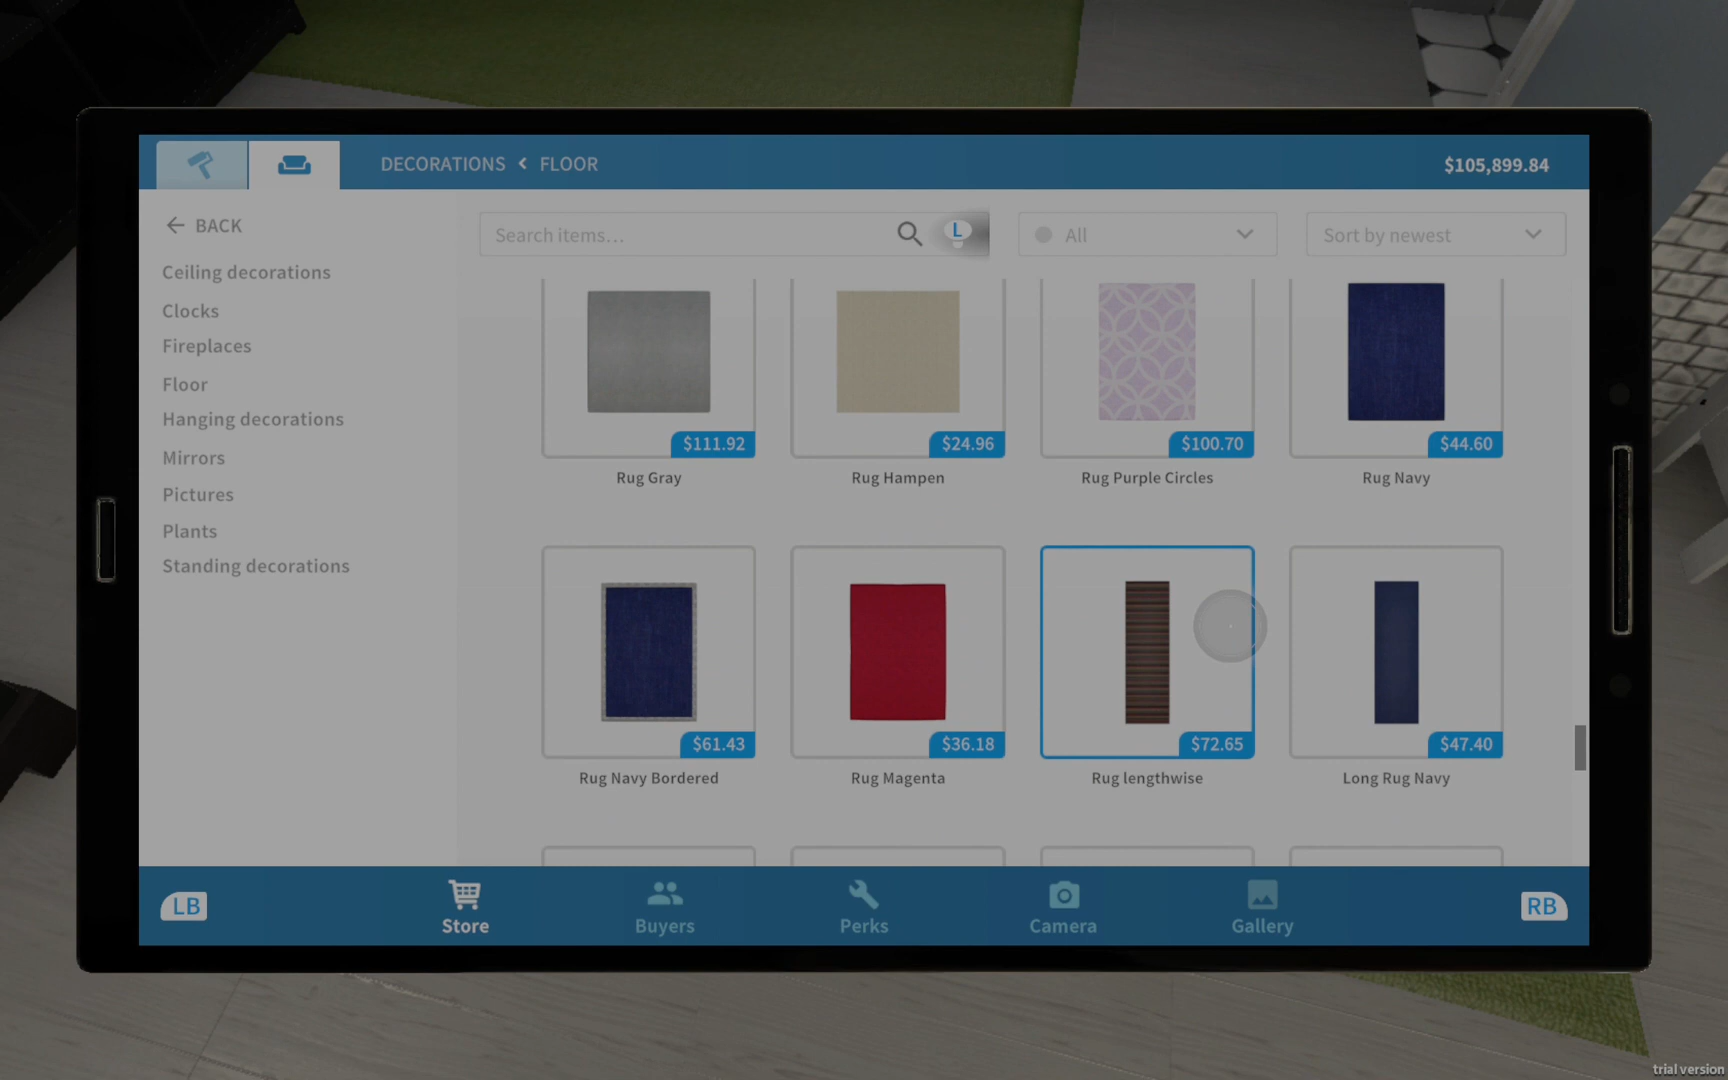 DECORATIONS < FLOOR
$105,899.84
BACK
Search items...
L
All
Sort by newest
Ceiling decorations
Clocks
Fireplaces
Floor
Hanging decorations
Mirrors
Pictures
Plants
Standing decorations
$111.92
$24.96
$100.70
$44.60
Rug Gray
Rug Hampen
Rug Purple Circles
Rug Navy
$61.43
$36.18
$72.65
$47.40
Rug Navy Bordered
Rug Magenta
Rug lengthwise
Long Rug Navy
LB
Store
Buyers
Perks
Camera
Gallery
RB
trial version